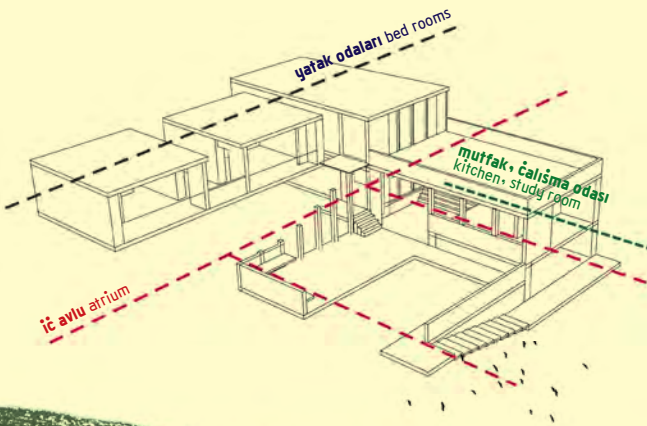 yatak odaları bed rooms
mutfak, çalışma odası
kitchen, study room
iç avlu atrium